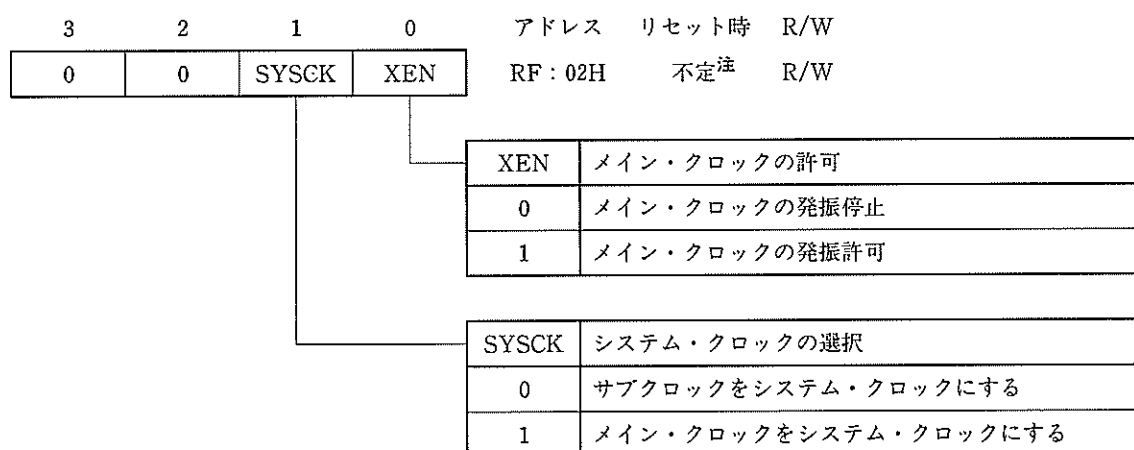 3 2 1 0 アドレス リセット時 R/W
0 0 SYSCK XEN RF：02H 不定注 R/W
XEN メイン・クロックの許可
0 メイン・クロックの発振停止
1 メイン・クロックの発振許可
SYSCK システム・クロックの選択
0 サブクロックをシステム・クロックにする
1 メイン・クロックをシステム・クロックにする